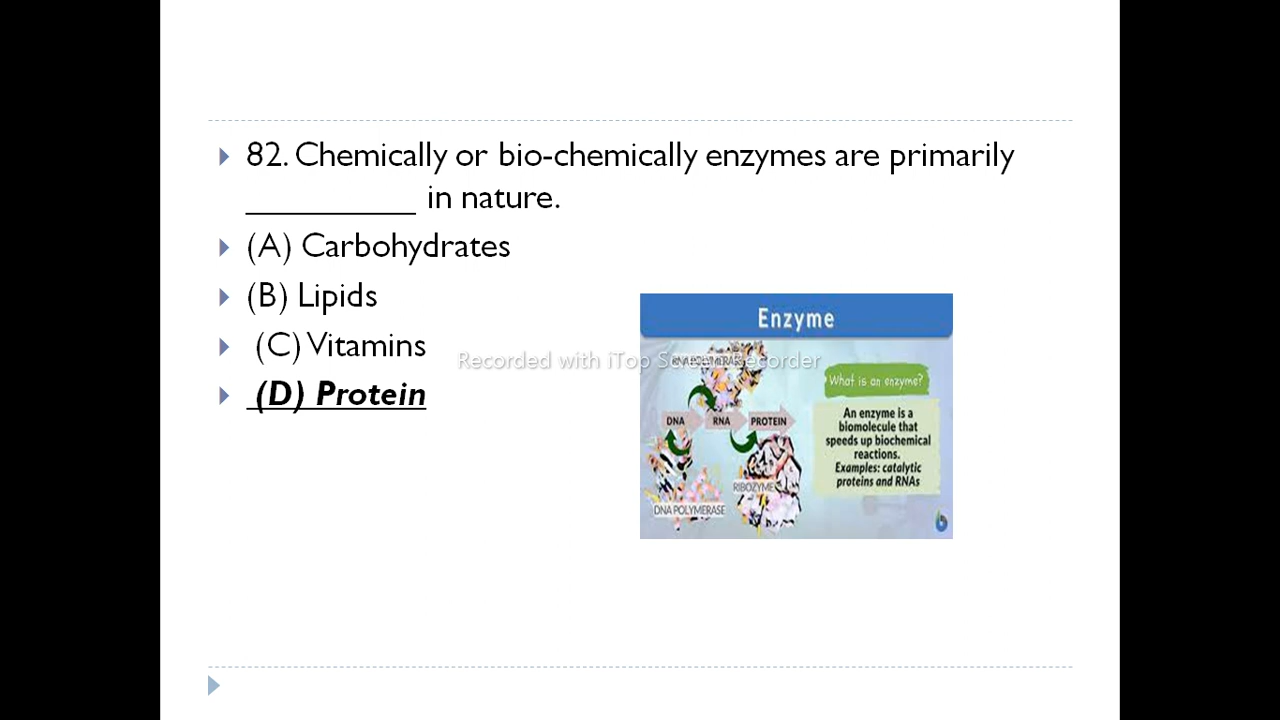 82. Chemically or bio-chemically enzymes are primarily
__________ in nature.
(A) Carbohydrates
(B) Lipids
(C) Vitamins
(D) Protein
Recorded with iTop Screen Recorder
Enzyme
RNA POLYMERASE
What is an enzyme?
DNA RNA PROTEIN
An enzyme is a
biomolecule that
speeds up biochemical
reactions.
Examples: catalytic
proteins and RNAs
RIBOZYME
DNA POLYMERASE